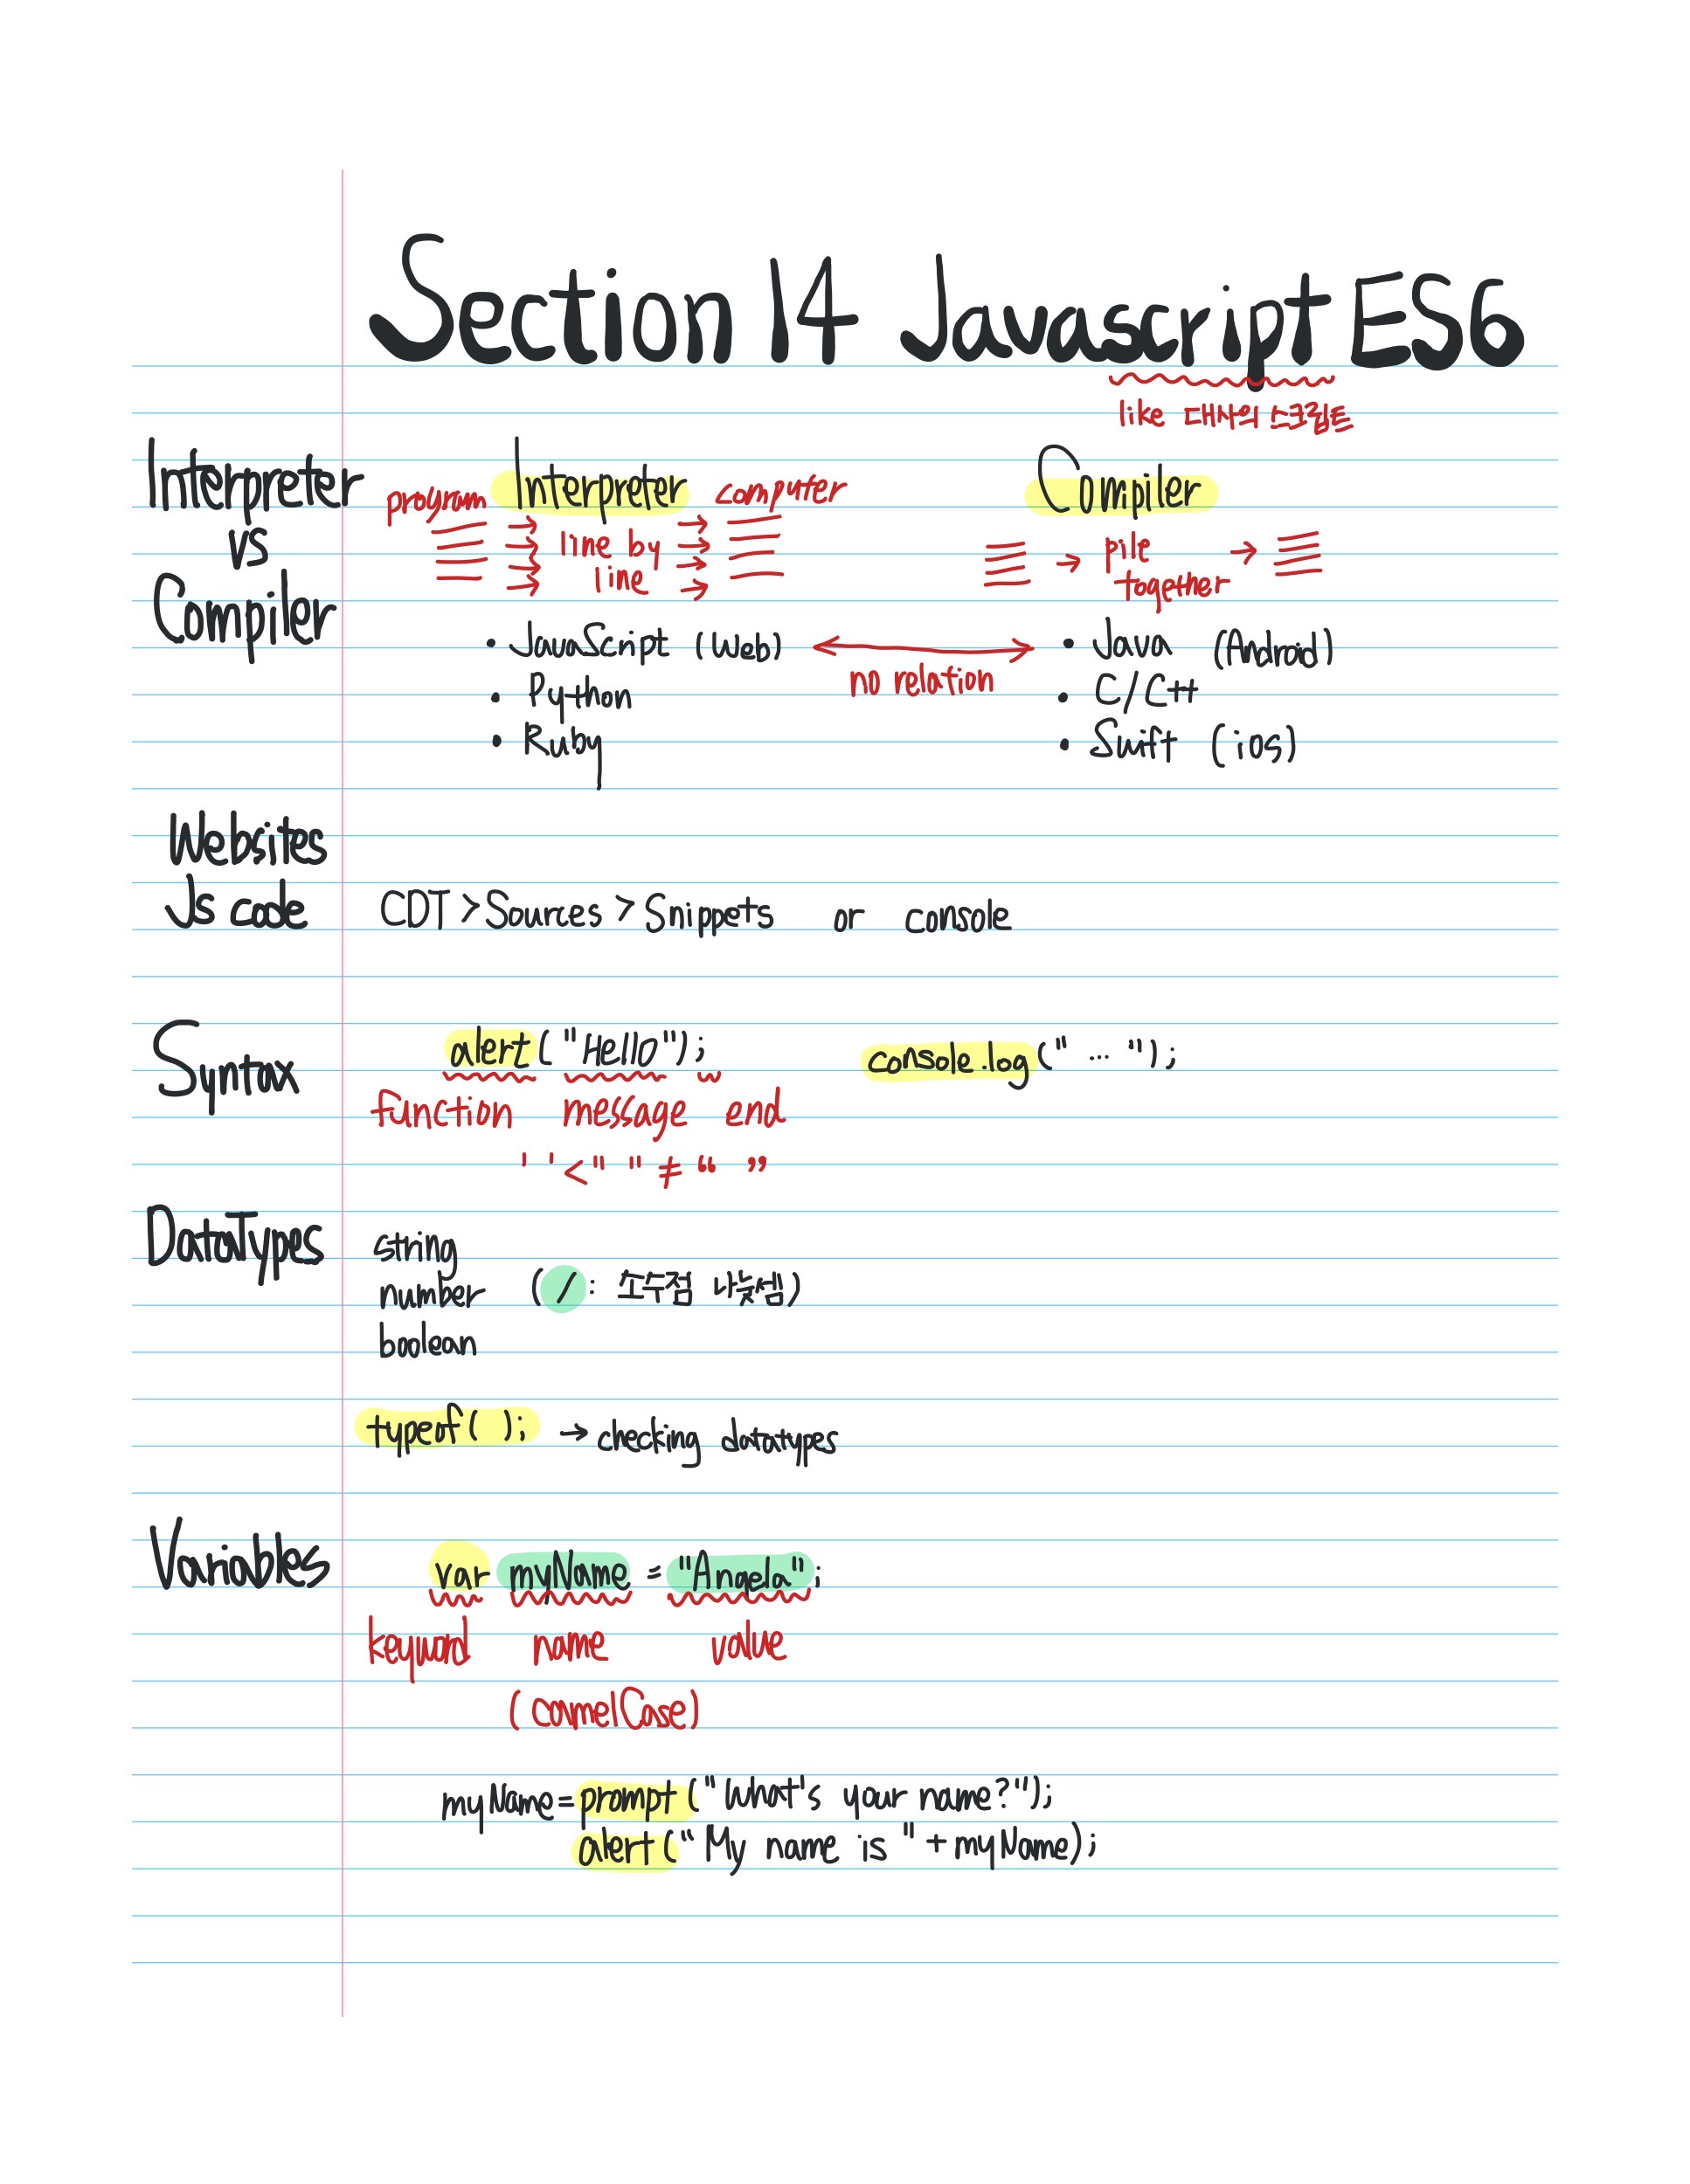 Section 14 Javascript ES6
like 대사의 스크립트
Interpreter
vs
Compiler
program Interpreter computer
line by
line
Compiler
pile
together
• JavaScript (Web)
• Python
• Ruby
no relation
• Java (Android)
• C/C++
• Swift (iOS)
Websites
Js code
CDT > Sources > Snippets or console
Syntax
alert ("Hello"); console.log (" ... ");
function message end
' ' < " " ≠ “ ”
DataTypes
string
number ( / : 소수점 나눗셈)
boolean
typeof( ); → checking datatypes
Variables
var myName = "Angela";
keyword name value
(camelCase)
myName = prompt ("What's your name?");
alert ("My name is " + myName);